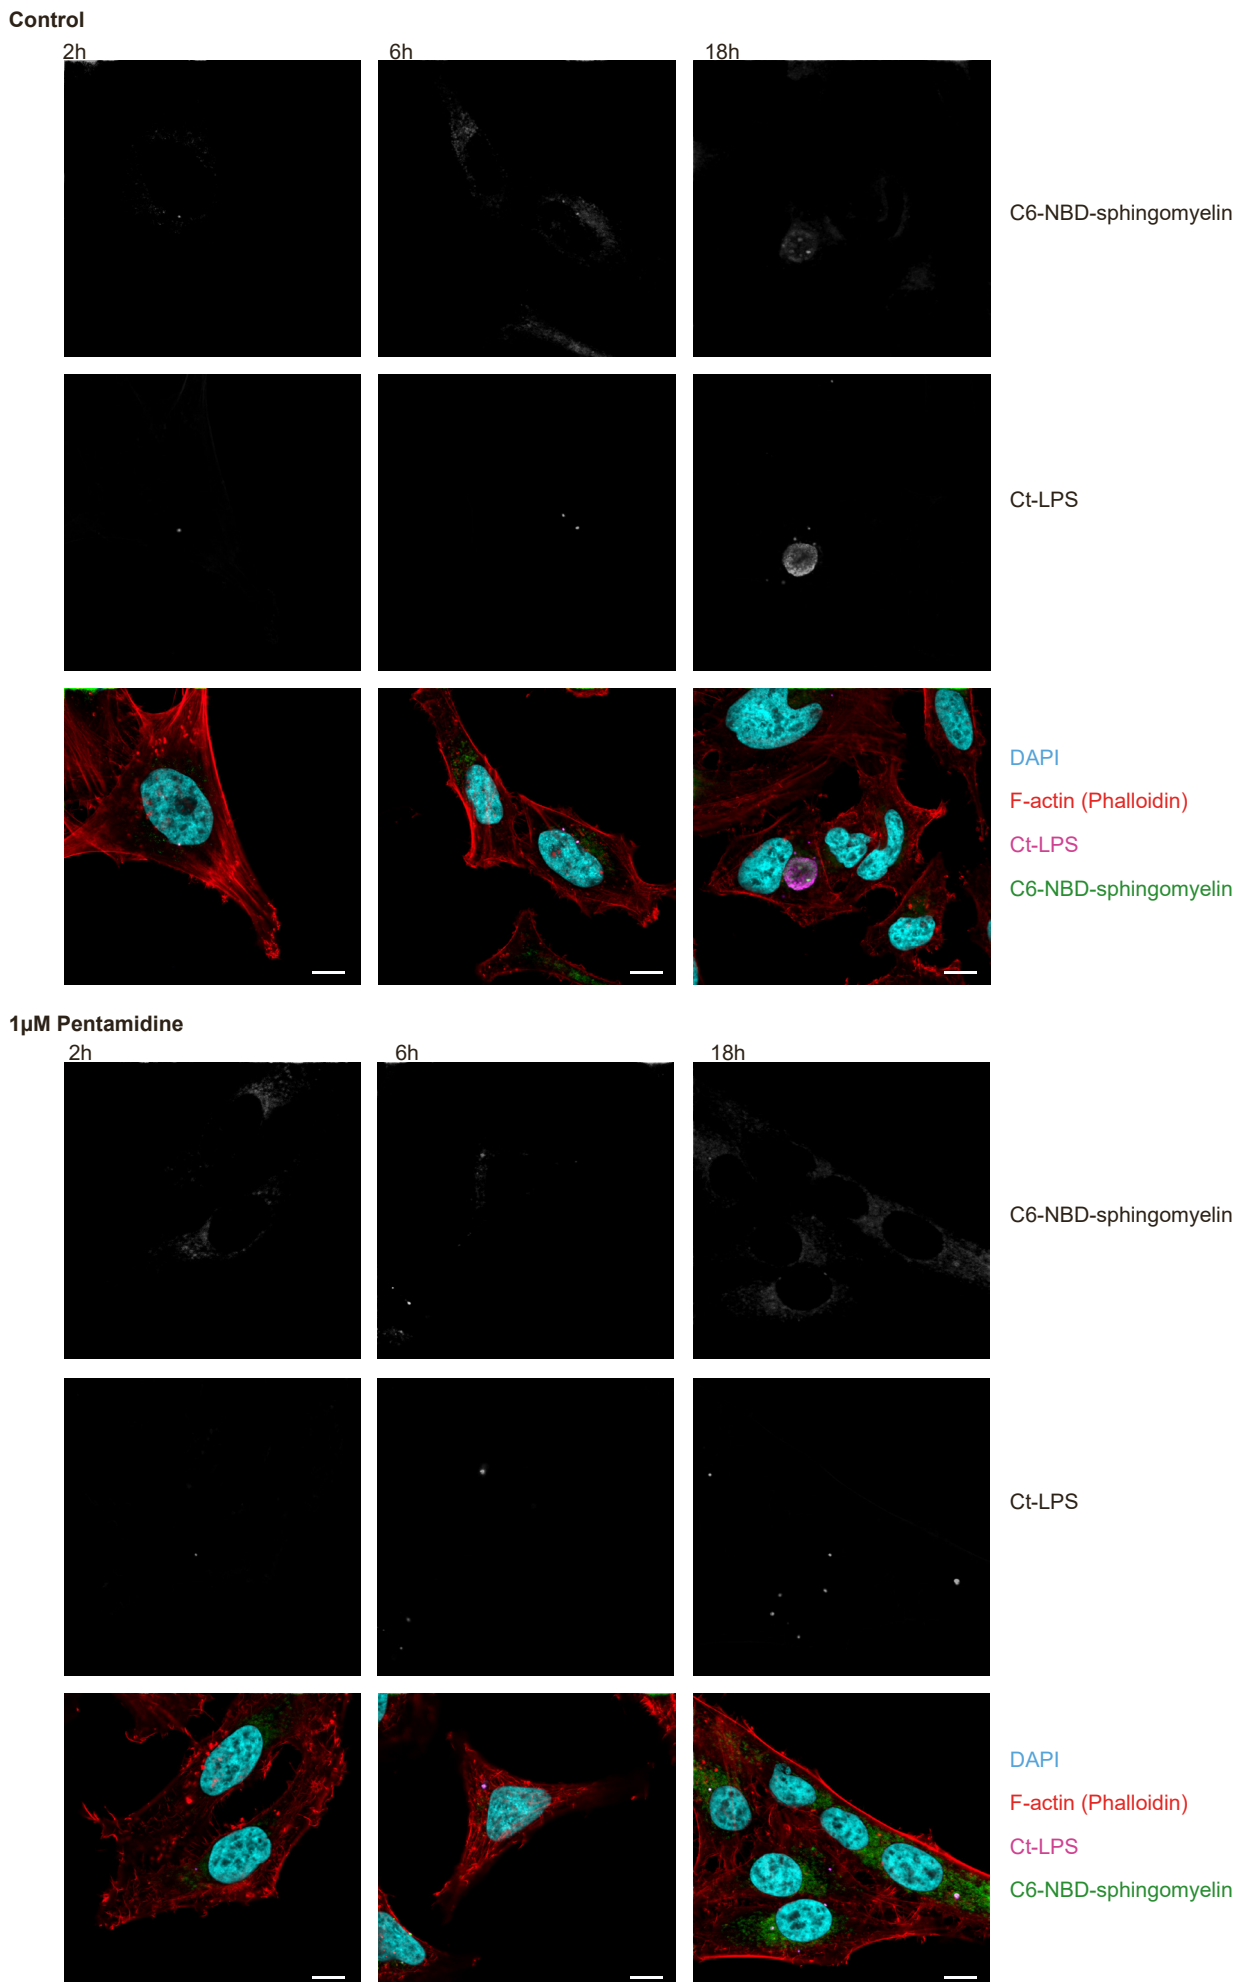 Control
2h 6h 18h
C6-NBD-sphingomyelin
Ct-LPS
DAPI
F-actin (Phalloidin)
Ct-LPS
C6-NBD-sphingomyelin
1µM Pentamidine
2h 6h 18h
C6-NBD-sphingomyelin
Ct-LPS
DAPI
F-actin (Phalloidin)
Ct-LPS
C6-NBD-sphingomyelin